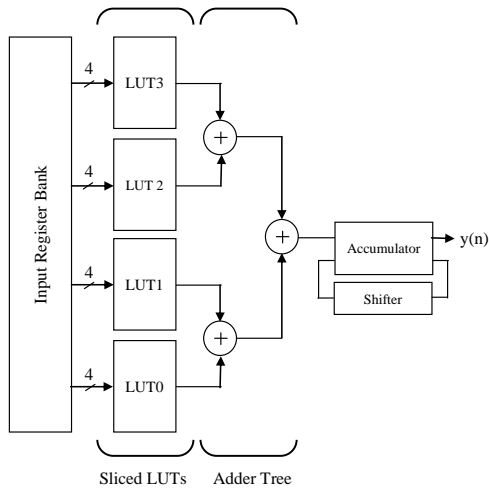 Input Register Bank
4
LUT3
4
LUT 2
4
LUT1
4
LUT0
+
+
+
Accumulator
y(n)
Shifter
Sliced LUTs
Adder Tree